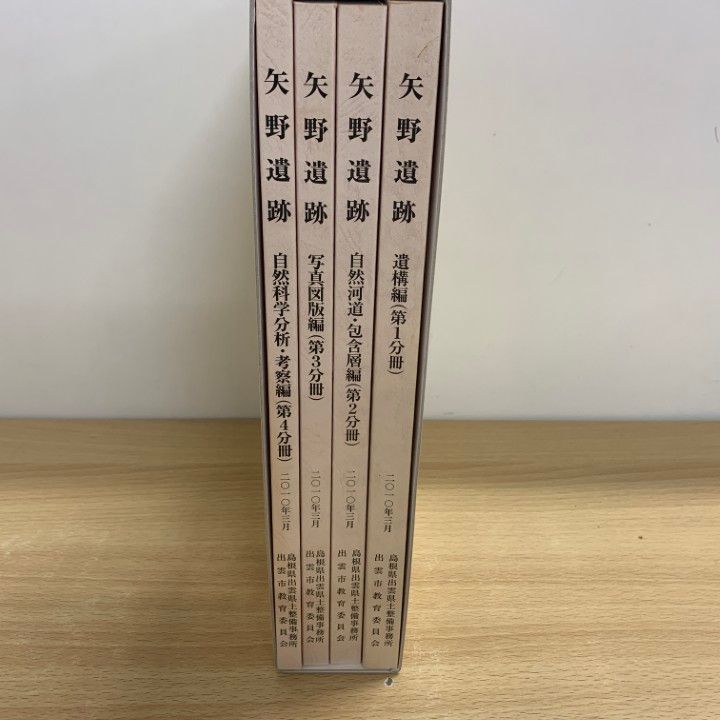 矢野遺跡
遺構編(第1分冊)
二〇一〇年三月
島根県出雲県土整備事務所
出雲市教育委員会
矢野遺跡
自然河道・包含層編(第2分冊)
二〇一〇年三月
島根県出雲県土整備事務所
出雲市教育委員会
矢野遺跡
写真図版編(第3分冊)
二〇一〇年三月
島根県出雲県土整備事務所
出雲市教育委員会
矢野遺跡
自然科学分析・考察編(第4分冊)
二〇一〇年三月
島根県出雲県土整備事務所
出雲市教育委員会